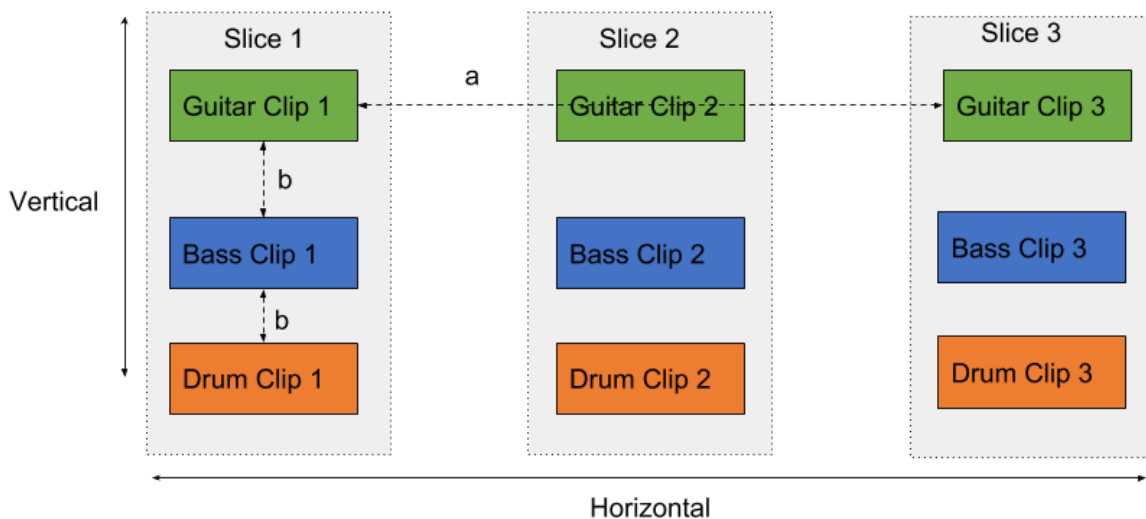 Slice 1
Slice 2
Slice 3
a
Guitar Clip 1
Guitar Clip 2
Guitar Clip 3
b
Vertical
Bass Clip 1
Bass Clip 2
Bass Clip 3
b
Drum Clip 1
Drum Clip 2
Drum Clip 3
Horizontal